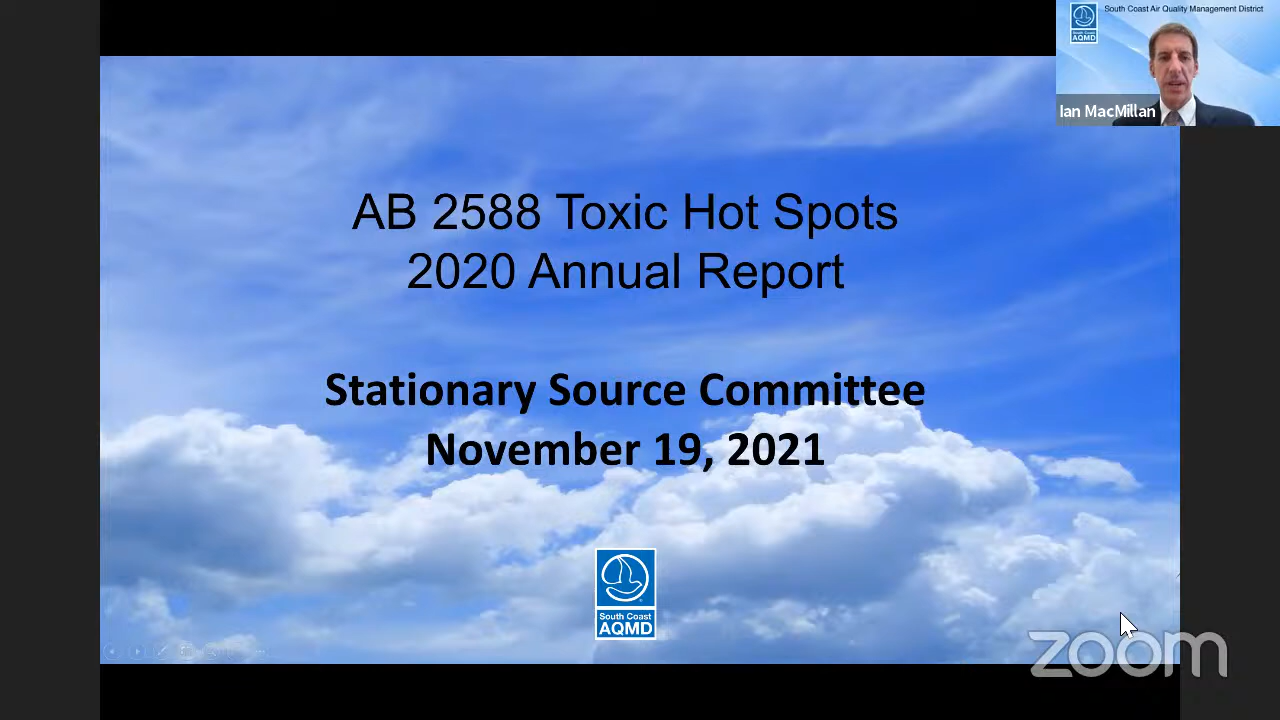 South Coast Air Quality Management District
South Coast
AQMD
Ian MacMillan
AB 2588 Toxic Hot Spots
2020 Annual Report
Stationary Source Committee
November 19, 2021
South Coast
AQMD
zoom